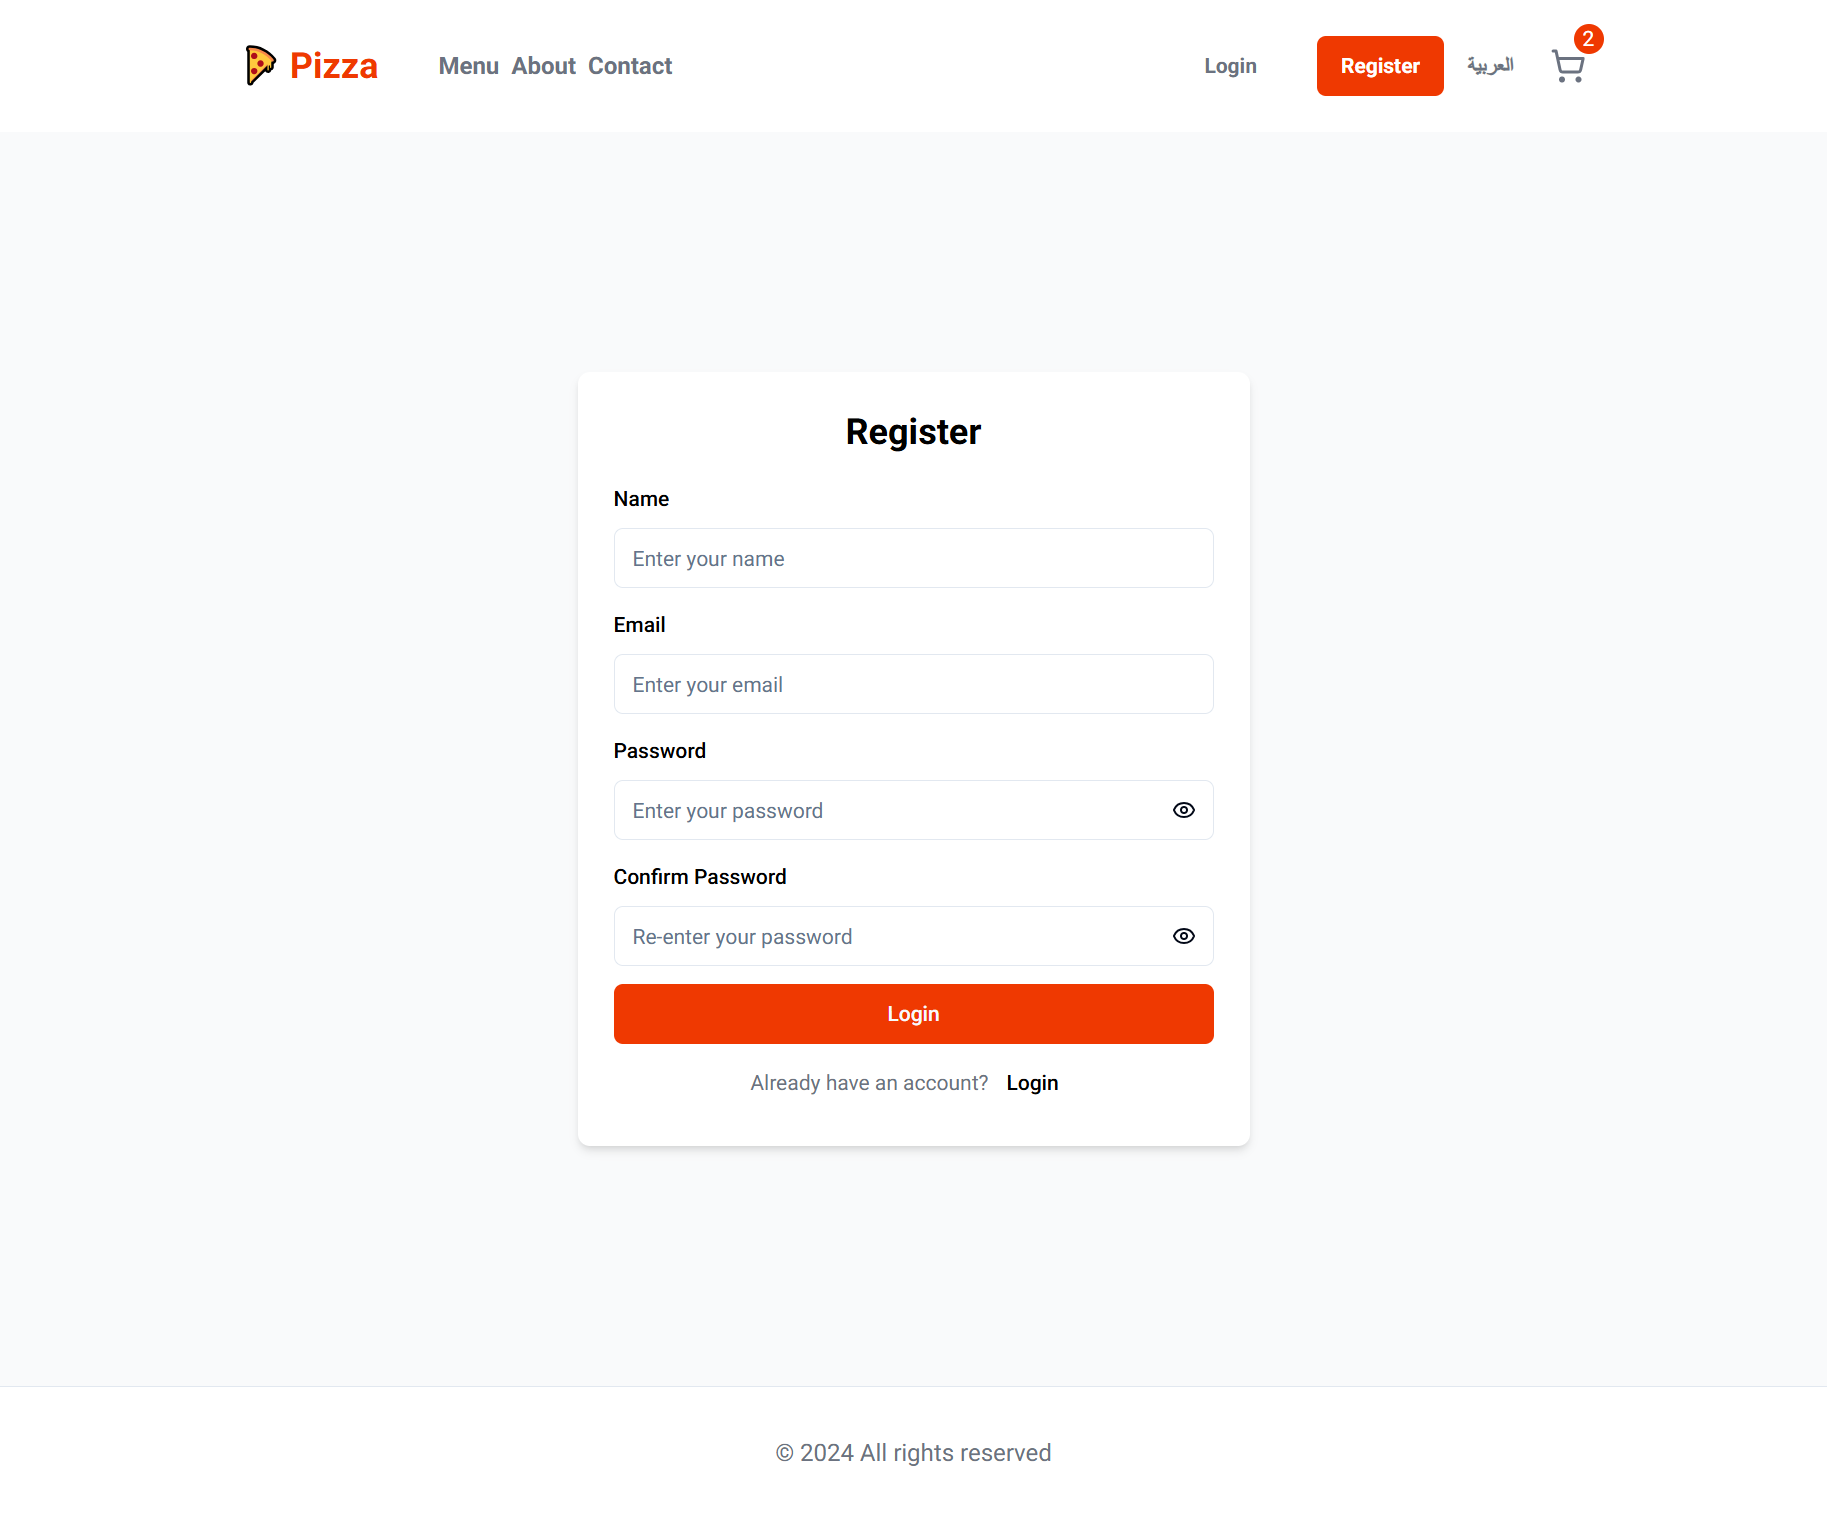 Pizza
Menu About Contact
Login
Register
العربية
2
Register
Name
Enter your name
Email
Enter your email
Password
Enter your password
Confirm Password
Re-enter your password
Login
Already have an account? Login
© 2024 All rights reserved